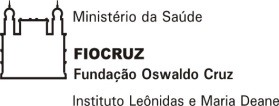 Ministério da Saúde
FIOCRUZ
Fundação Oswaldo Cruz
Instituto Leônidas e Maria Deane